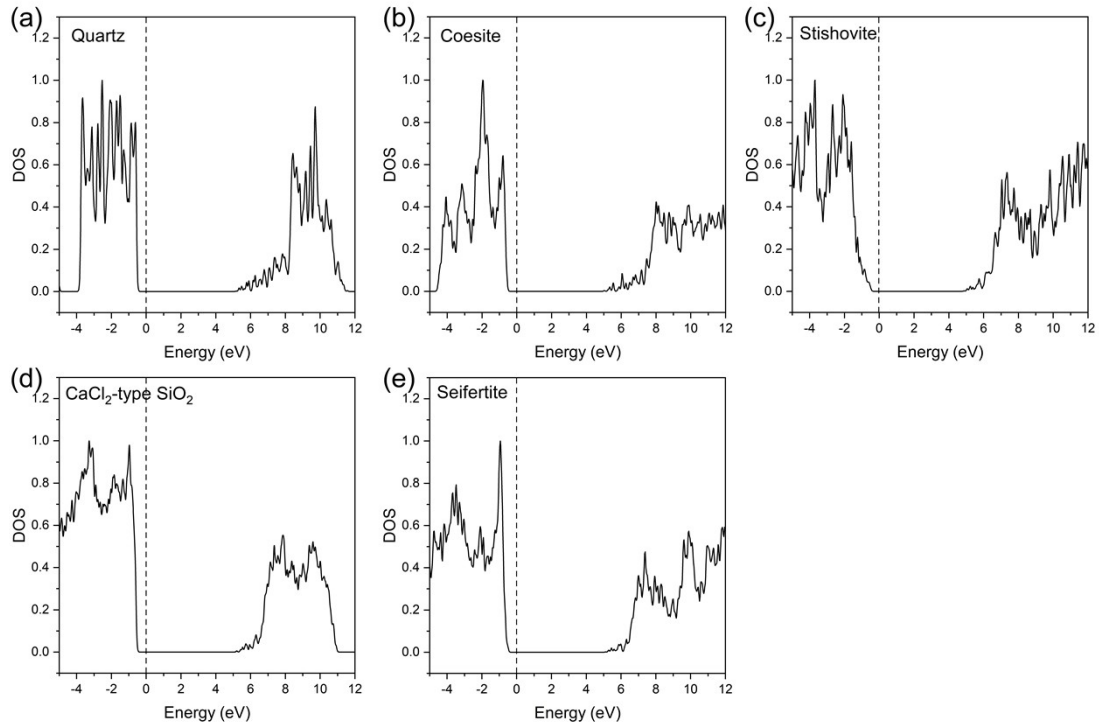 (a)
Quartz
1.2
1.0
0.8
0.6
0.4
0.2
0.0
DOS
-4 -2 0 2 4 6 8 10 12
Energy (eV)
(b)
Coesite
1.2
1.0
0.8
0.6
0.4
0.2
0.0
DOS
-4 -2 0 2 4 6 8 10 12
Energy (eV)
(c)
Stishovite
1.2
1.0
0.8
0.6
0.4
0.2
0.0
DOS
-4 -2 0 2 4 6 8 10 12
Energy (eV)
(d)
CaCl₂-type SiO₂
1.2
1.0
0.8
0.6
0.4
0.2
0.0
DOS
-4 -2 0 2 4 6 8 10 12
Energy (eV)
(e)
Seifertite
1.2
1.0
0.8
0.6
0.4
0.2
0.0
DOS
-4 -2 0 2 4 6 8 10 12
Energy (eV)